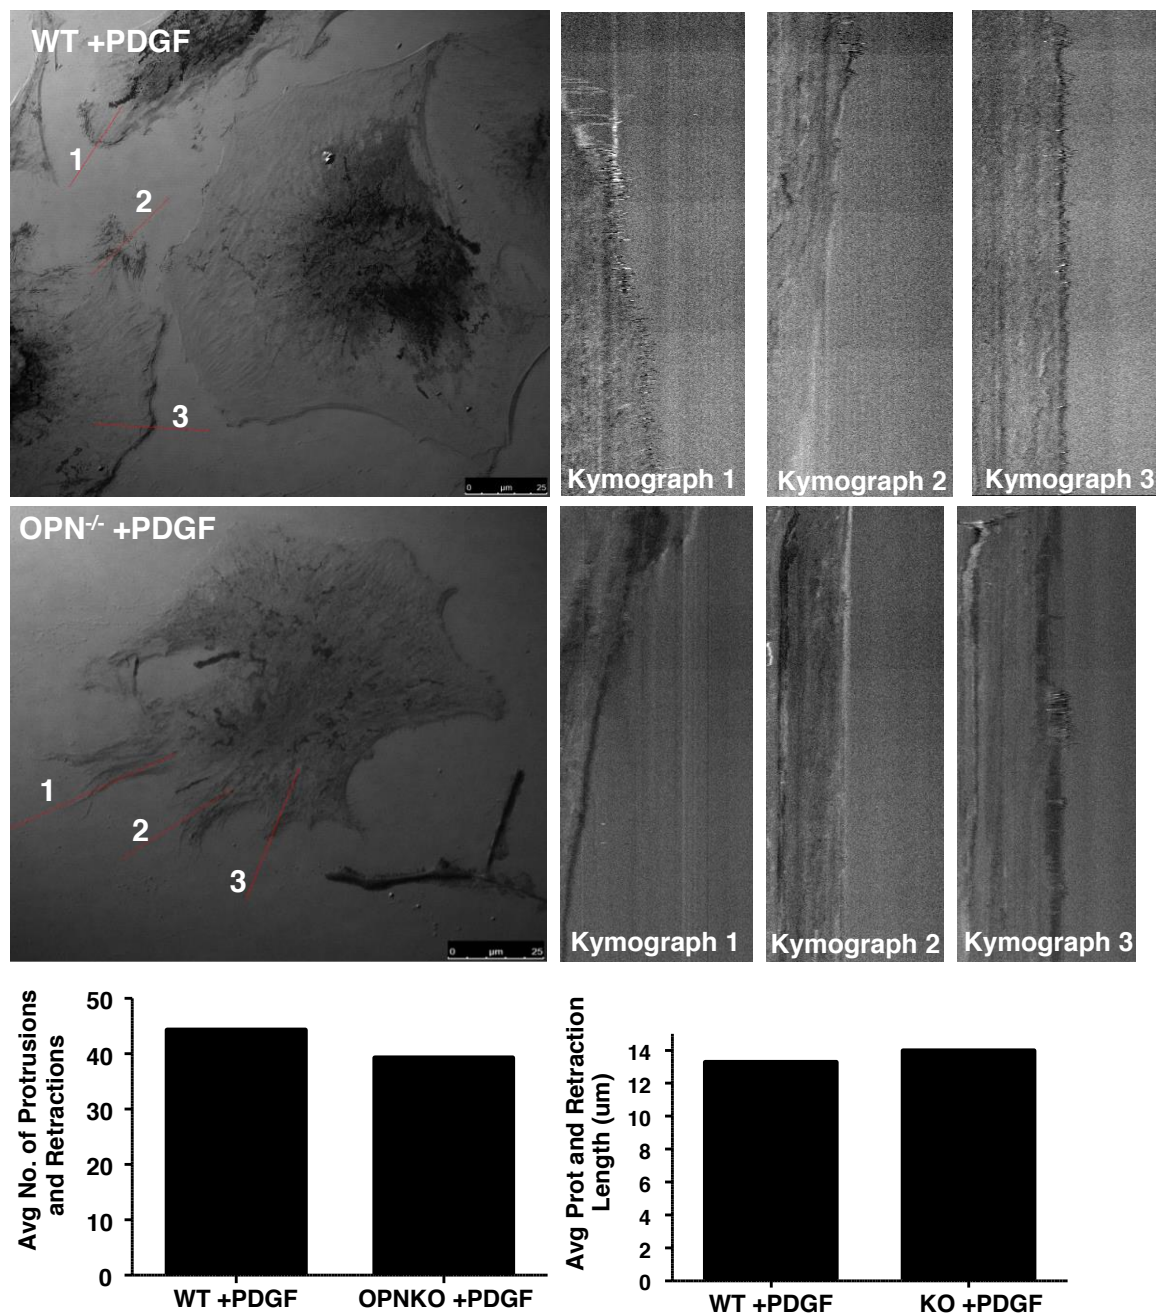 WT +PDGF
1
2
3
0 µm 25
Kymograph 1
Kymograph 2
Kymograph 3
OPN-/- +PDGF
1
2
3
0 µm 25
Kymograph 1
Kymograph 2
Kymograph 3
Avg No. of Protrusions
and Retractions
50
40
30
20
10
0
WT +PDGF
OPNKO +PDGF
Avg Prot and Retraction
Length (um)
14
12
10
8
6
4
2
0
WT +PDGF
KO +PDGF